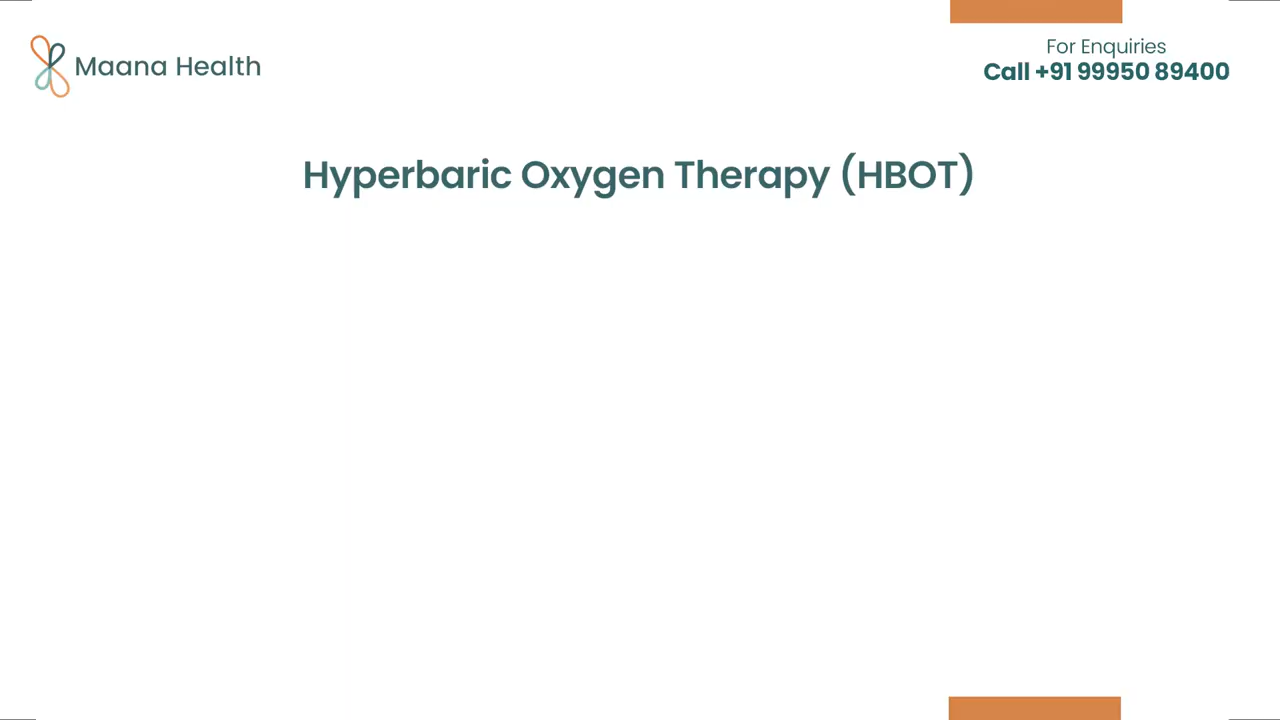 Maana Health
For Enquiries
Call +91 99950 89400
Hyperbaric Oxygen Therapy (HBOT)